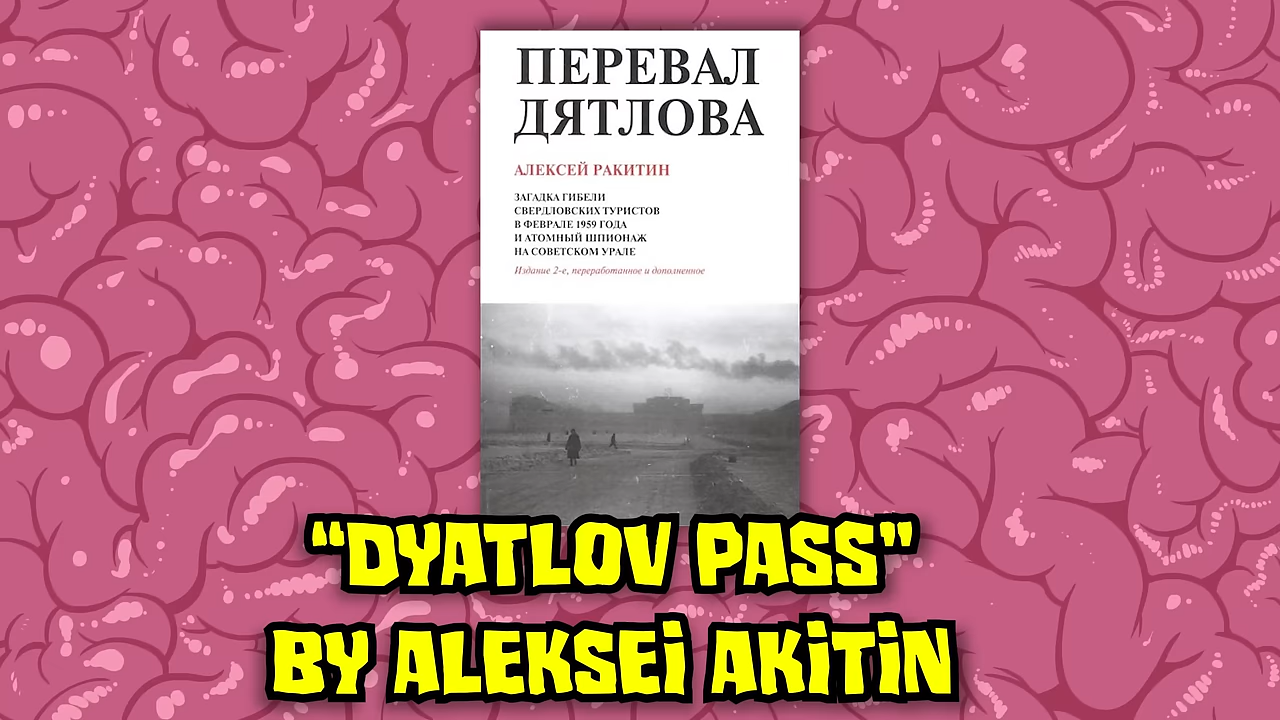 ПЕРЕВАЛ
ДЯТЛОВА
АЛЕКСЕЙ РАКИТИН
ЗАГАДКА ГИБЕЛИ
СВЕРДЛОВСКИХ ТУРИСТОВ
В ФЕВРАЛЕ 1959 ГОДА
И АТОМНЫЙ ШПИОНАЖ
НА СОВЕТСКОМ УРАЛЕ
Издание 2-е, переработанное и дополненное
“DYATLOV PASS”
BY ALEKSEi AKiTiN